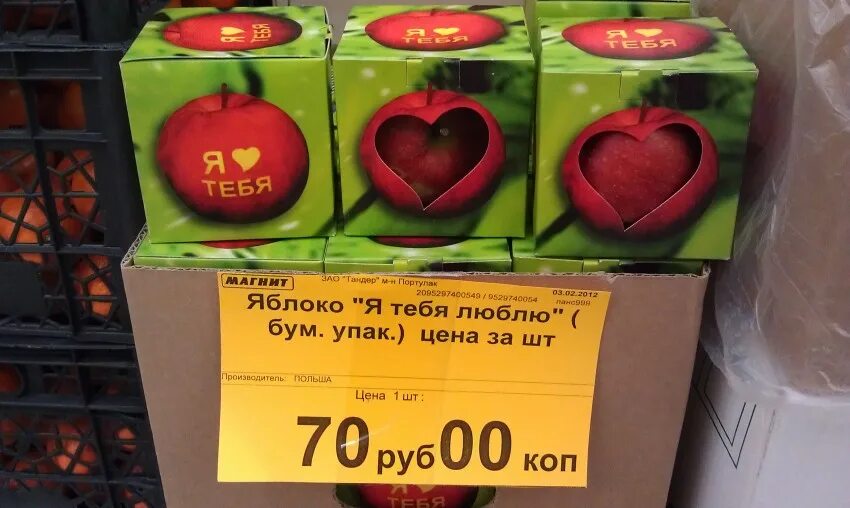 Я ♥
ТЕБЯ
Я ♥
ТЕБЯ
Я ♥
ТЕБЯ
Я ♥
ТЕБЯ
МАГНИТ ЗАО "Тандер" м-н Портулак
2095297400549 / 9529740054 03.02.2012
Яблоко "Я тебя люблю" (
бум. упак.) цена за шт
Производитель: ПОЛЬША
Цена 1 шт :
70 руб 00 коп
Я ♥
ТЕБЯ